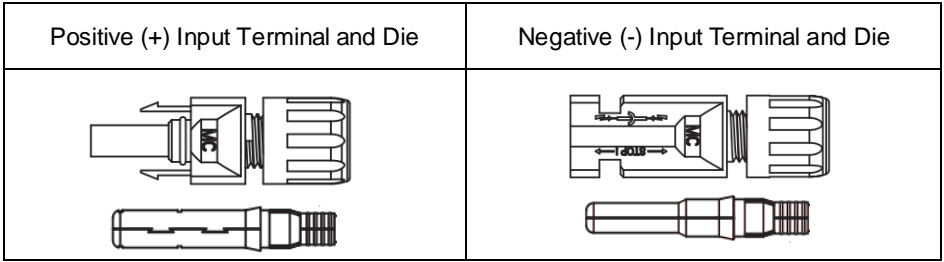 Positive (+) Input Terminal and Die
Negative (-) Input Terminal and Die
MC
MC
STOP!